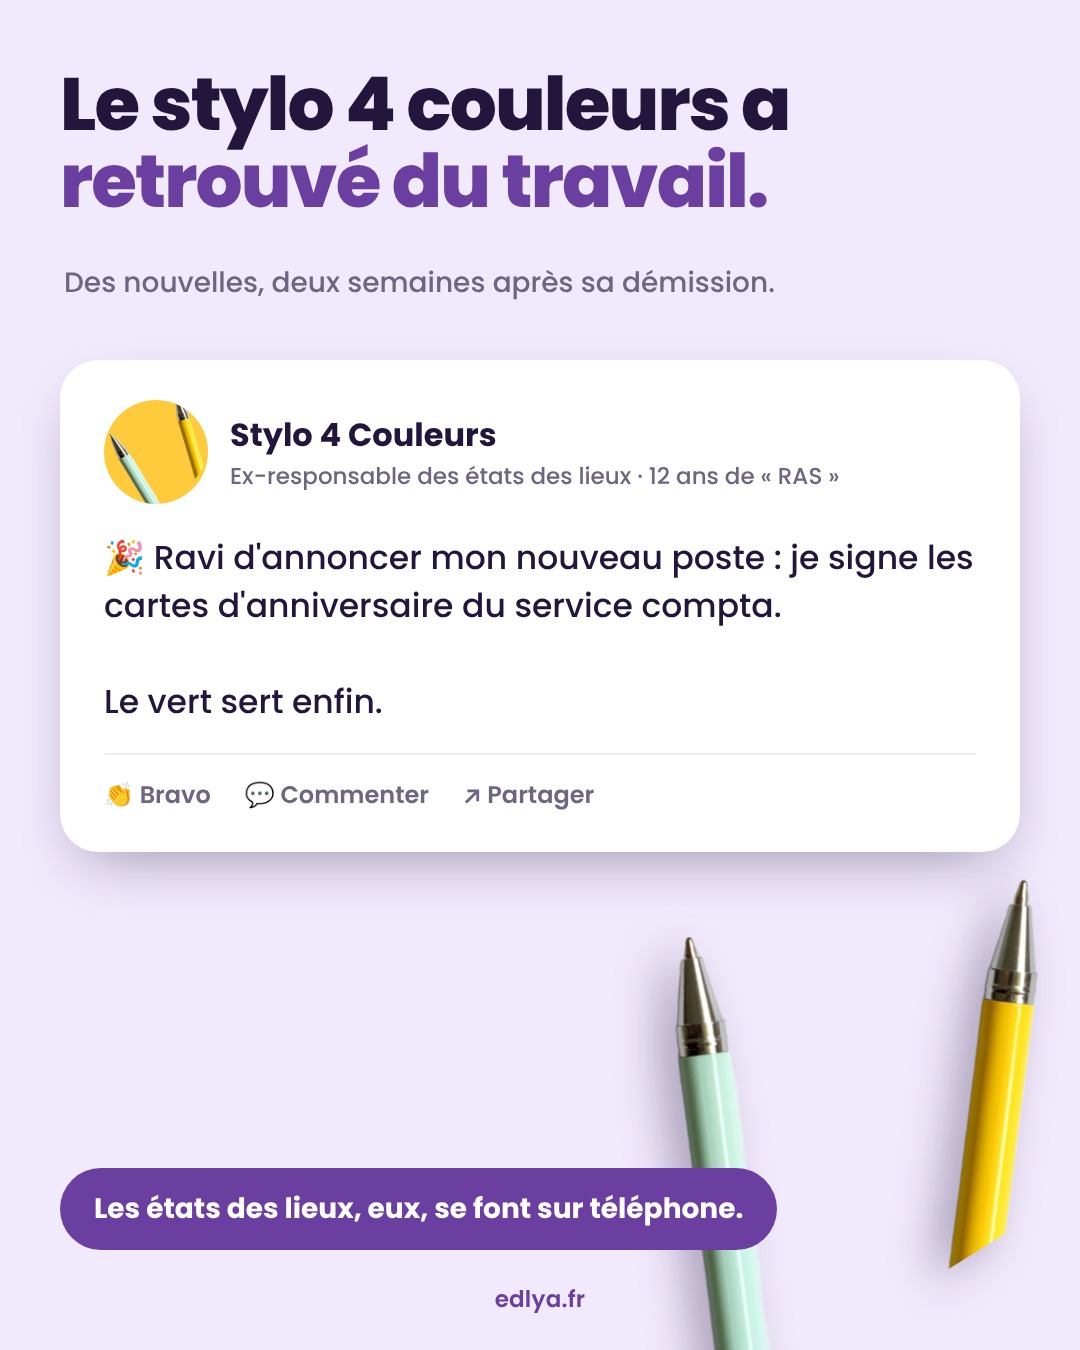 Le stylo 4 couleurs a
retrouvé du travail.
Des nouvelles, deux semaines après sa démission.
Stylo 4 Couleurs
Ex-responsable des états des lieux · 12 ans de « RAS »
🎉 Ravi d'annoncer mon nouveau poste : je signe les
cartes d'anniversaire du service compta.
Le vert sert enfin.
👏 Bravo 💬 Commenter ↗ Partager
Les états des lieux, eux, se font sur téléphone.
edlya.fr